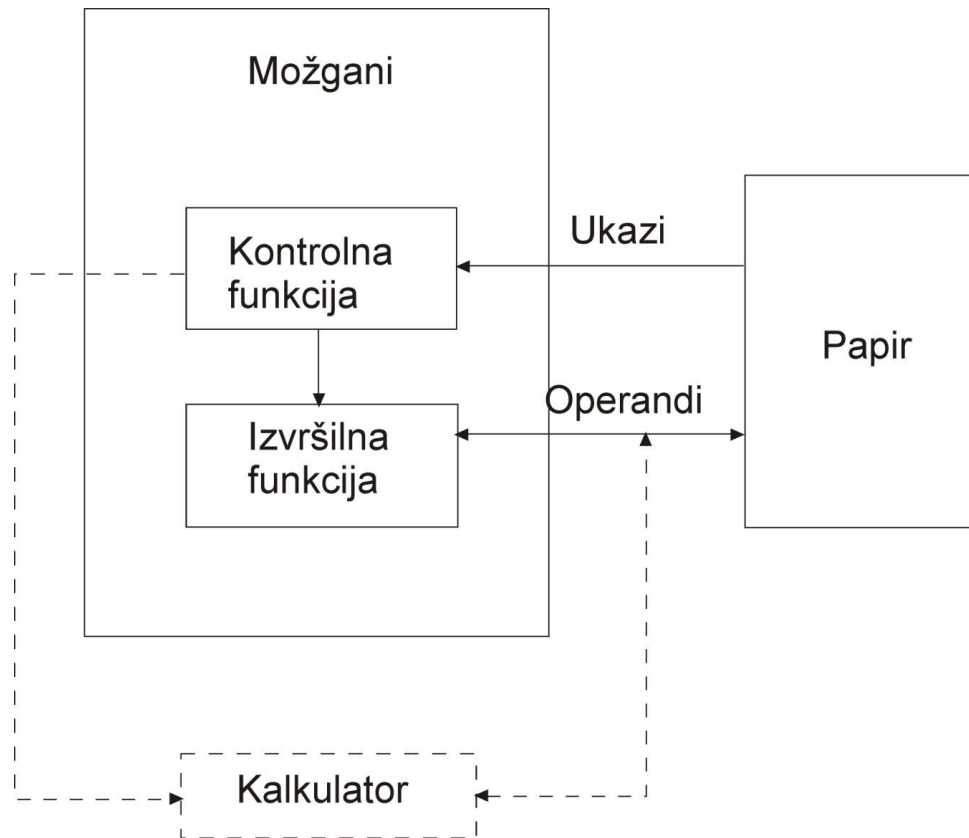 Možgani
Ukazi
Kontrolna
funkcija
Papir
Operandi
Izvršilna
funkcija
Kalkulator